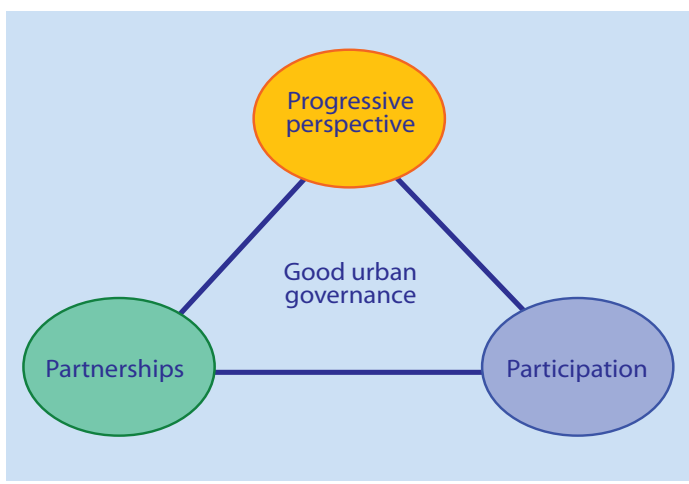 Progressive
perspective
Good urban
governance
Partnerships
Participation